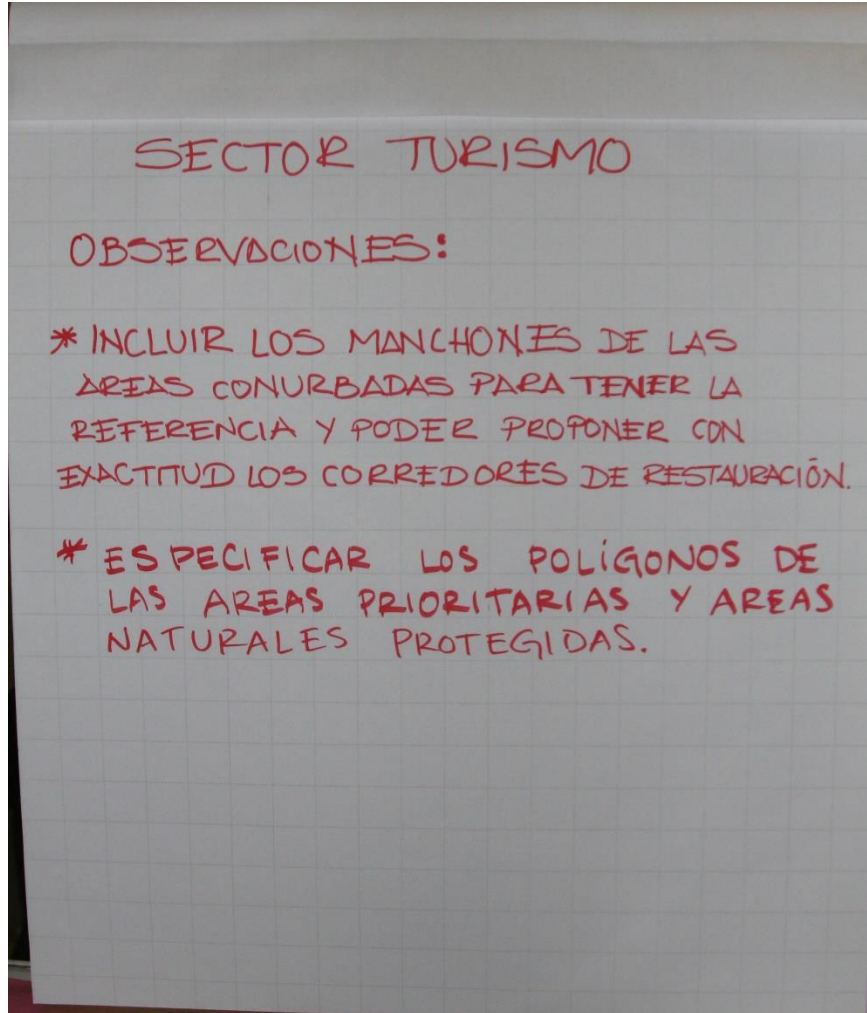 SECTOR TURISMO
OBSERVACIONES:
* INCLUIR LOS MANCHONES DE LAS
AREAS CONURBADAS PARA TENER LA
REFERENCIA Y PODER PROPONER CON
EXACTITUD LOS CORREDORES DE RESTAURACIÓN.
* ESPECIFICAR LOS POLÍGONOS DE
LAS AREAS PRIORITARIAS Y AREAS
NATURALES PROTEGIDAS.